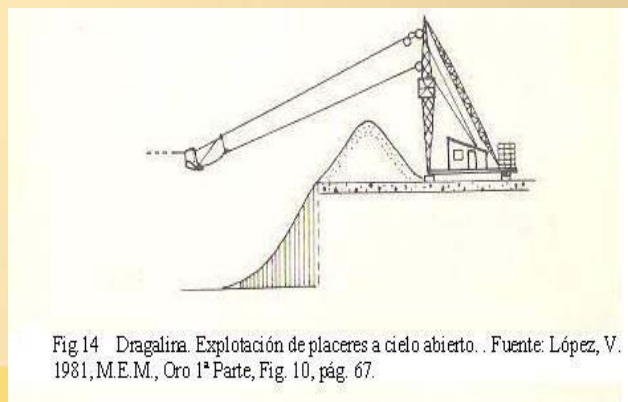 Fig.14 Dragalina. Explotación de placeres a cielo abierto. . Fuente: López, V.
1981, M.E.M., Oro 1ª Parte, Fig. 10, pág. 67.